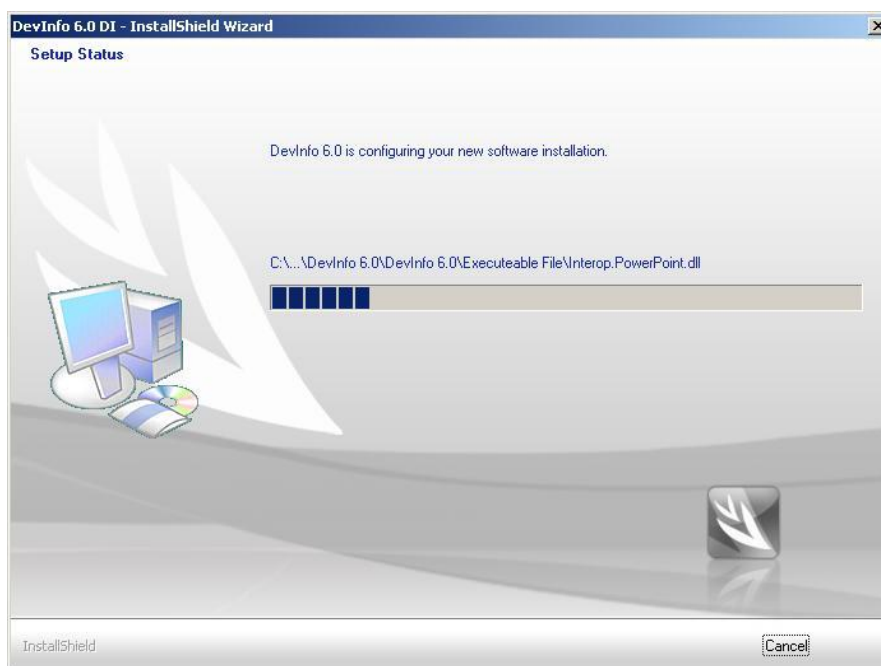 DevInfo 6.0 DI - InstallShield Wizard
Setup Status
DevInfo 6.0 is configuring your new software installation.
C:\...\DevInfo 6.0\DevInfo 6.0\Executeable File\Interop.PowerPoint.dll
InstallShield
Cancel